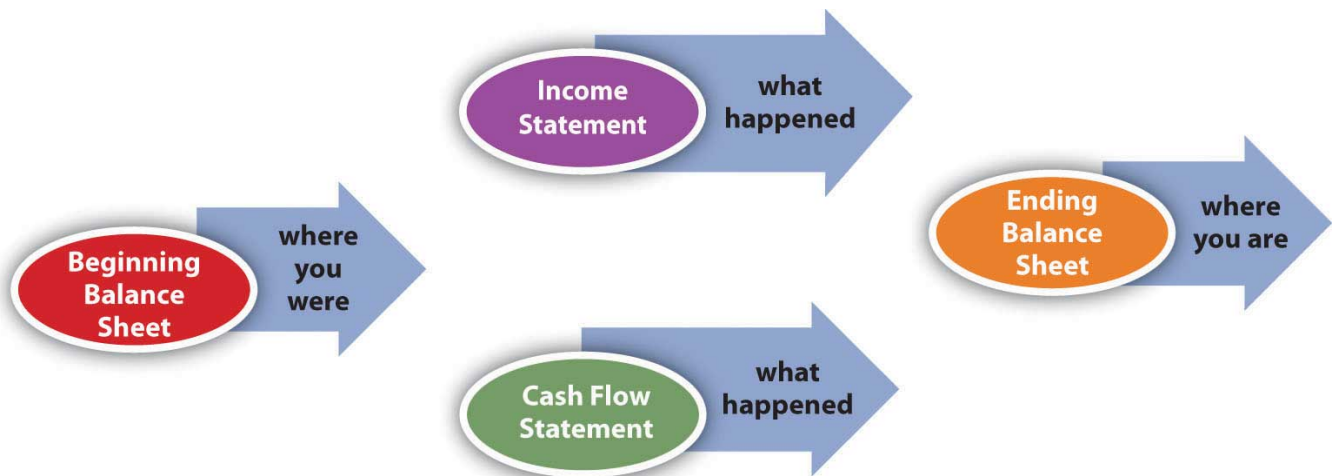 Beginning
Balance
Sheet
where
you
were
Income
Statement
what
happened
Cash Flow
Statement
what
happened
Ending
Balance
Sheet
where
you are